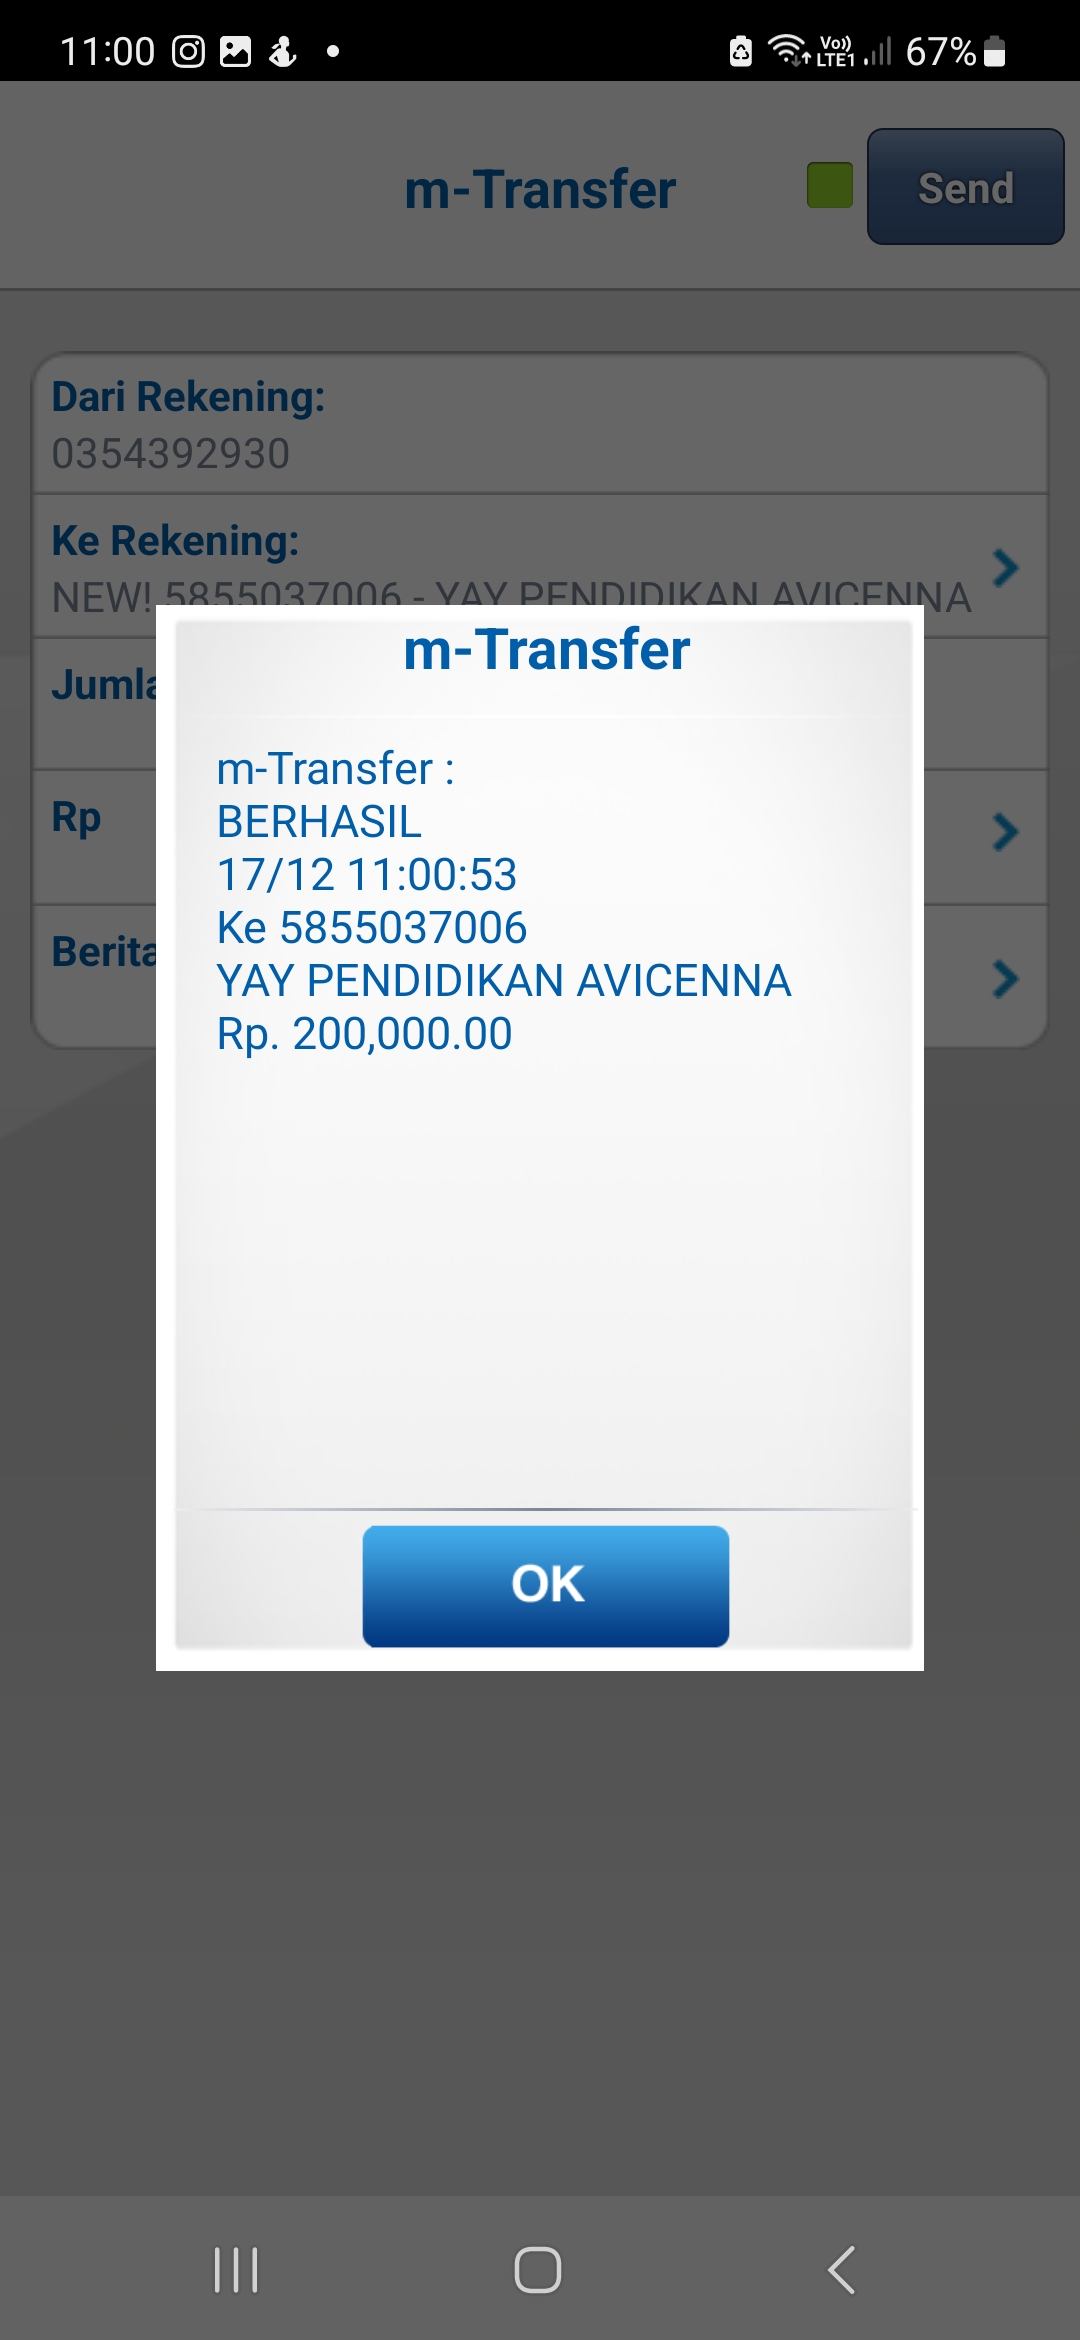 11:00
Vo)) LTE1 67%
m-Transfer
Send
Dari Rekening:
0354392930
Ke Rekening:
NEW! 5855037006 - YAY PENDIDIKAN AVICENNA
m-Transfer
Jumla
m-Transfer :
BERHASIL
Rp
17/12 11:00:53
Ke 5855037006
Berita
YAY PENDIDIKAN AVICENNA
Rp. 200,000.00
OK